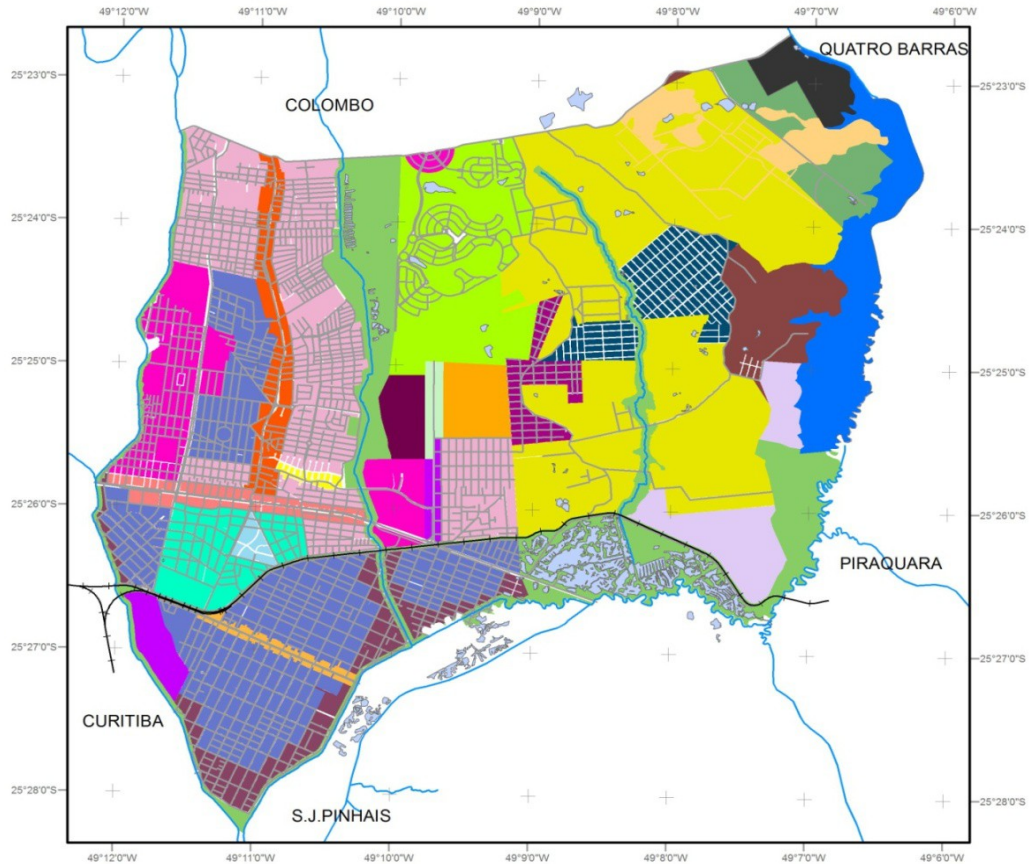 49°12'0"W 49°11'0"W 49°10'0"W 49°9'0"W 49°8'0"W 49°7'0"W 49°6'0"W
QUATRO BARRAS
25°23'0"S 25°23'0"S
COLOMBO
25°24'0"S 25°24'0"S
25°25'0"S 25°25'0"S
25°26'0"S 25°26'0"S
PIRAQUARA
25°27'0"S 25°27'0"S
CURITIBA
25°28'0"S 25°28'0"S
S.J.PINHAIS
49°12'0"W 49°11'0"W 49°10'0"W 49°9'0"W 49°8'0"W 49°7'0"W 49°6'0"W